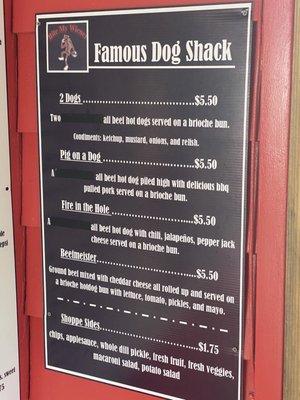 Bite My Wiener
Famous Dog Shack
2 Dogs...$5.50
Two all beef hot dogs served on a brioche bun.
Condiments: ketchup, mustard, onions, and relish.
Pig on a Dog...$5.50
A all beef hot dog piled high with delicious bbq
pulled pork served on a brioche bun.
Fire in the Hole...$5.50
A all beef hot dog with chili, jalapeños, pepper jack
cheese served on a brioche bun.
Beefmeister...$5.50
Ground beef mixed with cheddar cheese all rolled up and served on
a brioche hotdog bun with lettuce, tomato, pickles, and mayo.
Shoppe Sides...$1.75
chips, applesauce, whole dill pickle, fresh fruit, fresh veggies,
macaroni salad, potato salad